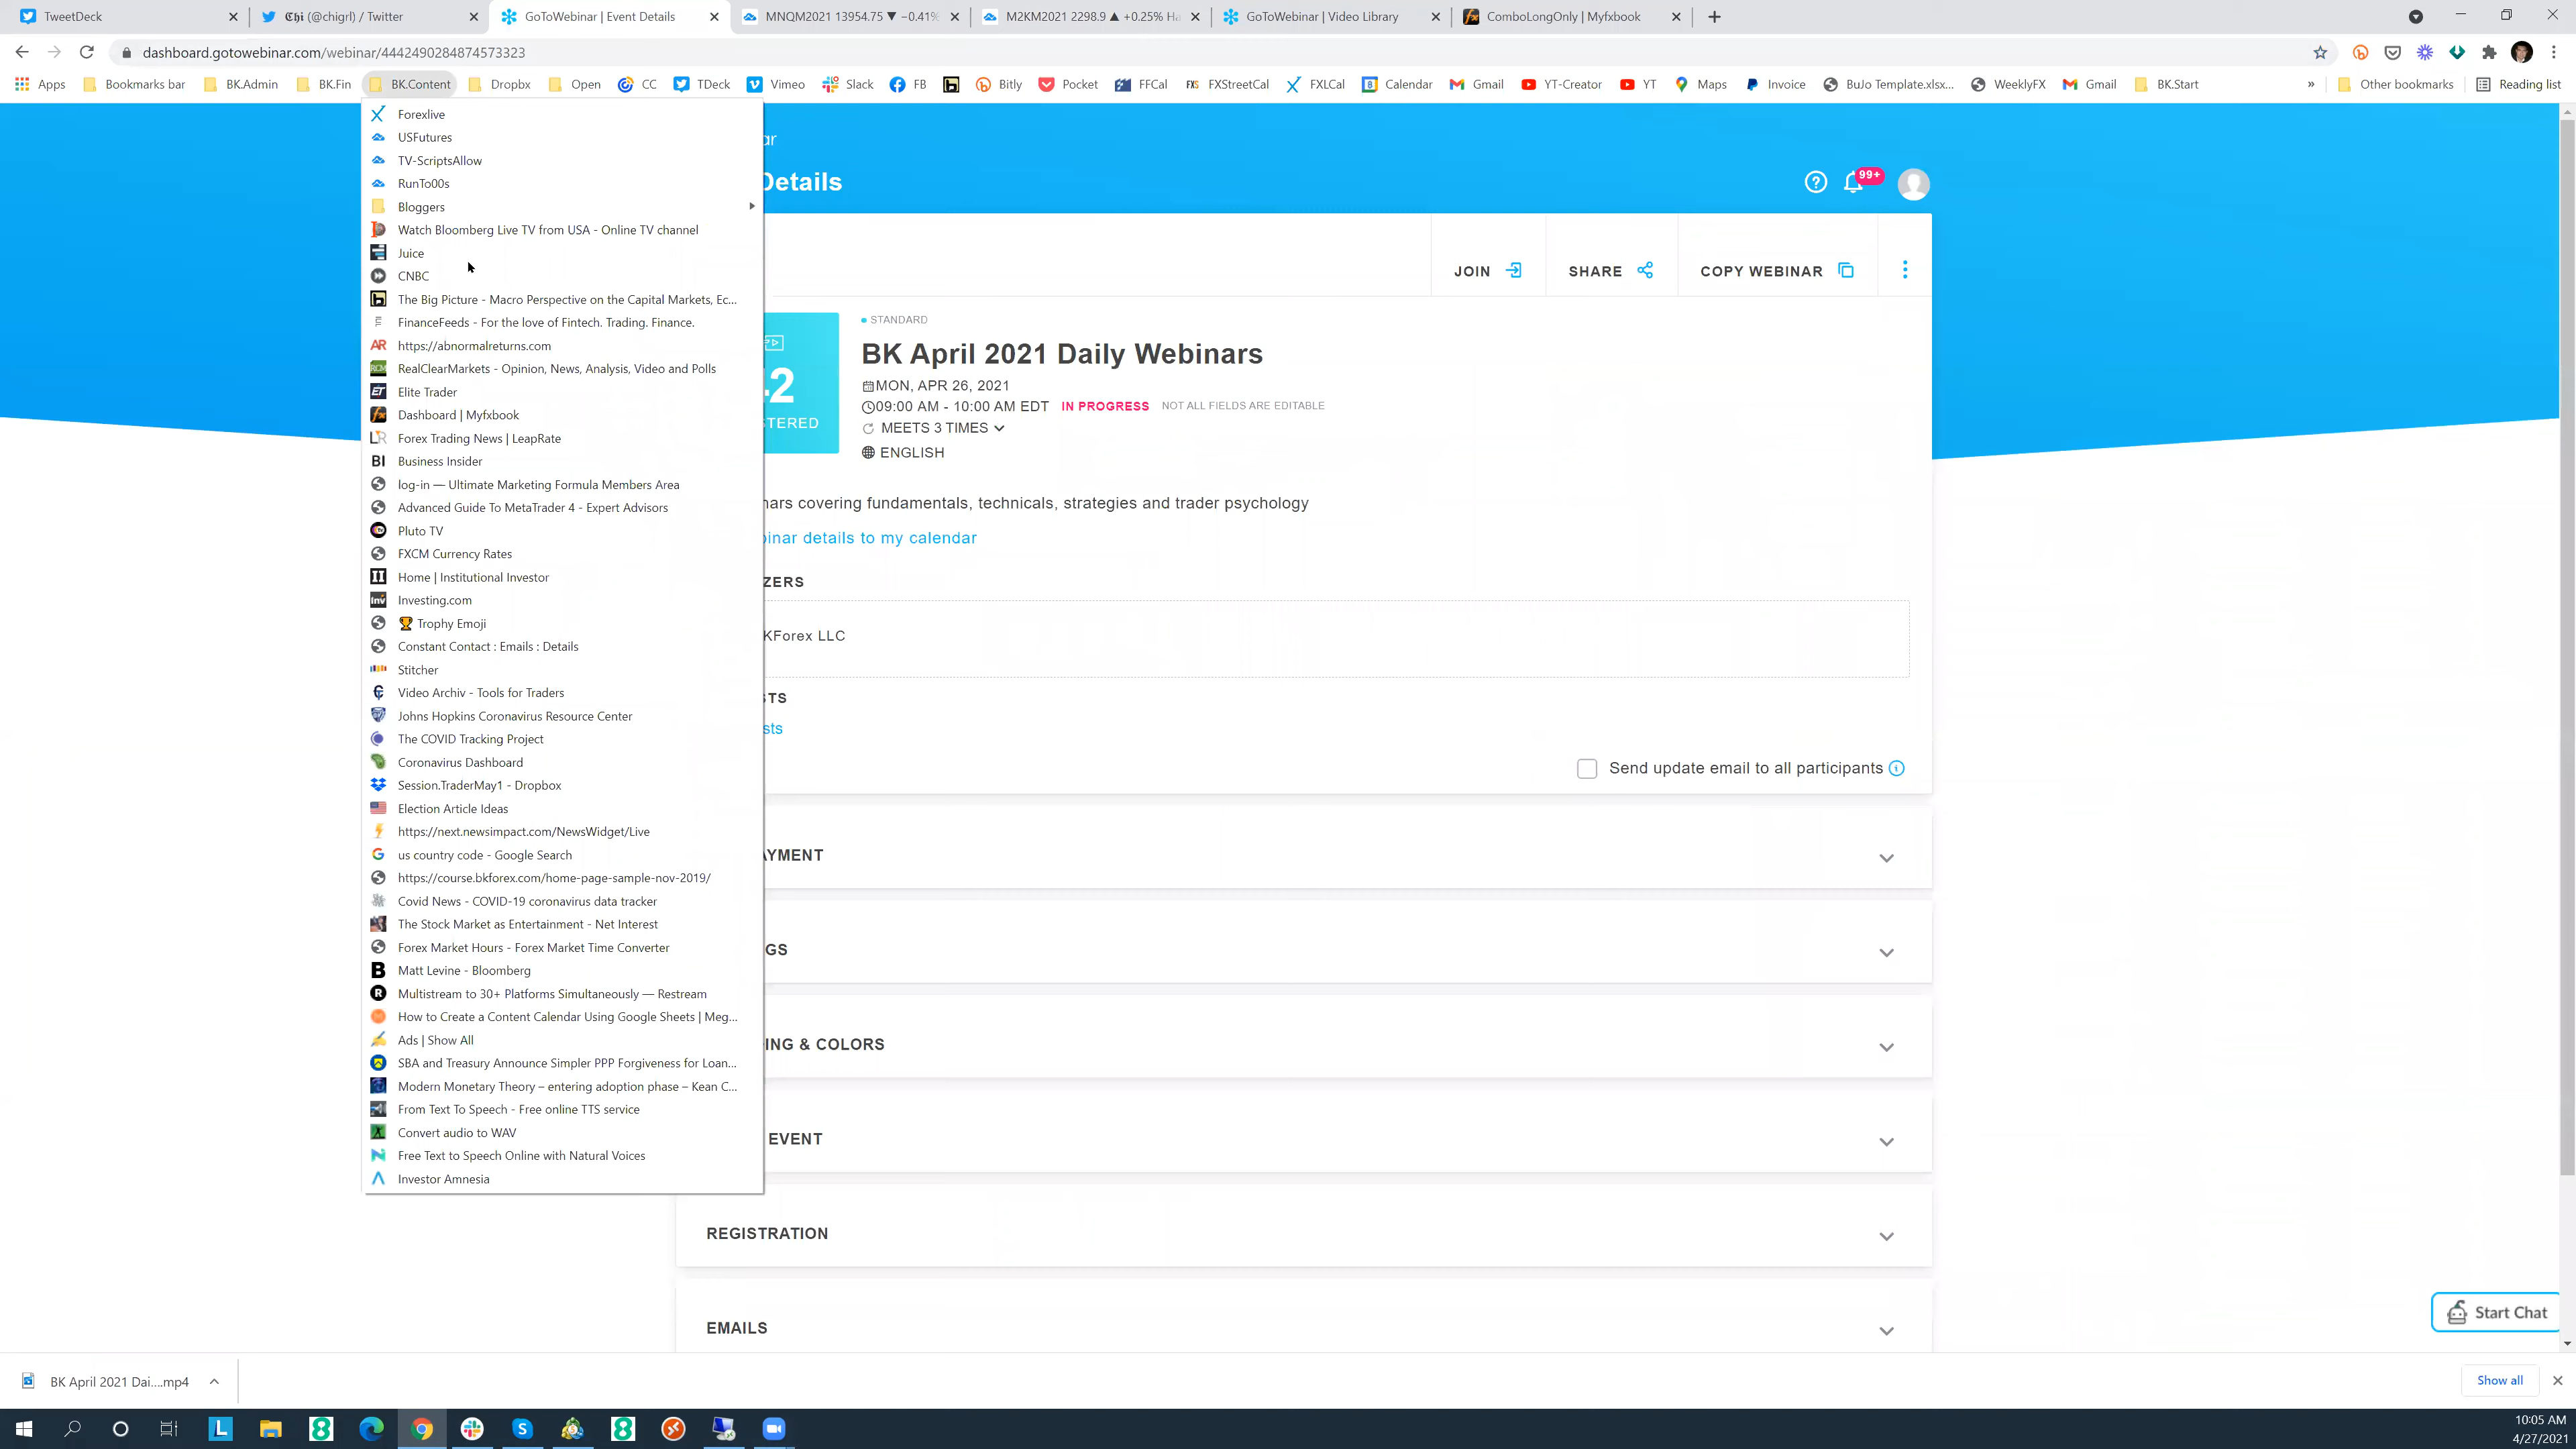 TweetDeck
𝕮𝖍𝖎 (@chigrl) / Twitter
GoToWebinar | Event Details
MNQM2021 13954.75 ▼ −0.41%
M2KM2021 2298.9 ▲ +0.25%
GoToWebinar | Video Library
ComboLongOnly | Myfxbook
dashboard.gotowebinar.com/webinar/4442490284874573323
Apps
Bookmarks bar
BK.Admin
BK.Fin
BK.Content
Dropbx
Open
CC
TDeck
Vimeo
Slack
FB
Bitly
Pocket
FFCal
FXS FXStreetCal
FXLCal
Calendar
Gmail
YT-Creator
YT
Maps
Invoice
BuJo Template.xlsx...
WeeklyFX
Gmail
BK.Start
»
Other bookmarks
Reading list
Forexlive
USFutures
TV-ScriptsAllow
RunTo00s
Bloggers
Watch Bloomberg Live TV from USA - Online TV channel
Juice
CNBC
The Big Picture - Macro Perspective on the Capital Markets, Ec...
FinanceFeeds - For the love of Fintech. Trading. Finance.
AR https://abnormalreturns.com
RCM RealClearMarkets - Opinion, News, Analysis, Video and Polls
ET Elite Trader
fx Dashboard | Myfxbook
LR Forex Trading News | LeapRate
BI Business Insider
log-in — Ultimate Marketing Formula Members Area
Advanced Guide To MetaTrader 4 - Expert Advisors
Pluto TV
FXCM Currency Rates
Home | Institutional Investor
Inv Investing.com
🏆 Trophy Emoji
Constant Contact : Emails : Details
Stitcher
Video Archiv - Tools for Traders
Johns Hopkins Coronavirus Resource Center
The COVID Tracking Project
Coronavirus Dashboard
Session.TraderMay1 - Dropbox
Election Article Ideas
https://next.newsimpact.com/NewsWidget/Live
us country code - Google Search
https://course.bkforex.com/home-page-sample-nov-2019/
Covid News - COVID-19 coronavirus data tracker
The Stock Market as Entertainment - Net Interest
Forex Market Hours - Forex Market Time Converter
B Matt Levine - Bloomberg
R Multistream to 30+ Platforms Simultaneously — Restream
How to Create a Content Calendar Using Google Sheets | Meg...
Ads | Show All
SBA and Treasury Announce Simpler PPP Forgiveness for Loan...
Modern Monetary Theory – entering adoption phase – Kean C...
From Text To Speech - Free online TTS service
Convert audio to WAV
Free Text to Speech Online with Natural Voices
Investor Amnesia
ar
Details
99+
JOIN
SHARE
COPY WEBINAR
2
TERED
STANDARD
BK April 2021 Daily Webinars
MON, APR 26, 2021
09:00 AM - 10:00 AM EDT IN PROGRESS NOT ALL FIELDS ARE EDITABLE
MEETS 3 TIMES
ENGLISH
nars covering fundamentals, technicals, strategies and trader psychology
binar details to my calendar
ZERS
KForex LLC
STS
sts
Send update email to all participants
AYMENT
GS
ING & COLORS
EVENT
REGISTRATION
EMAILS
Start Chat
BK April 2021 Dai....mp4
Show all
10:05 AM
4/27/2021